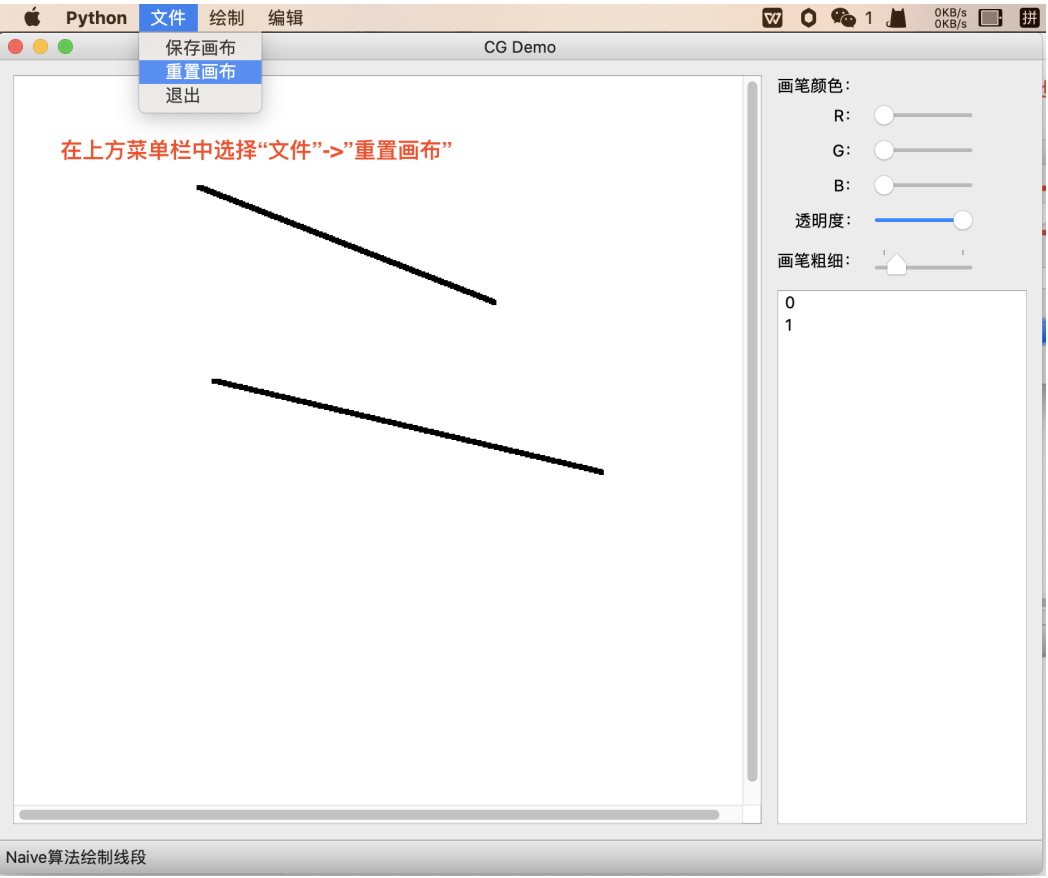 Python 文件 绘制 编辑 1 0KB/s 拼
0KB/s
CG Demo
保存画布
重置画布
退出
在上方菜单栏中选择“文件”->”重置画布”
画笔颜色：
R：
G：
B：
透明度：
画笔粗细：
0
1
Naive算法绘制线段